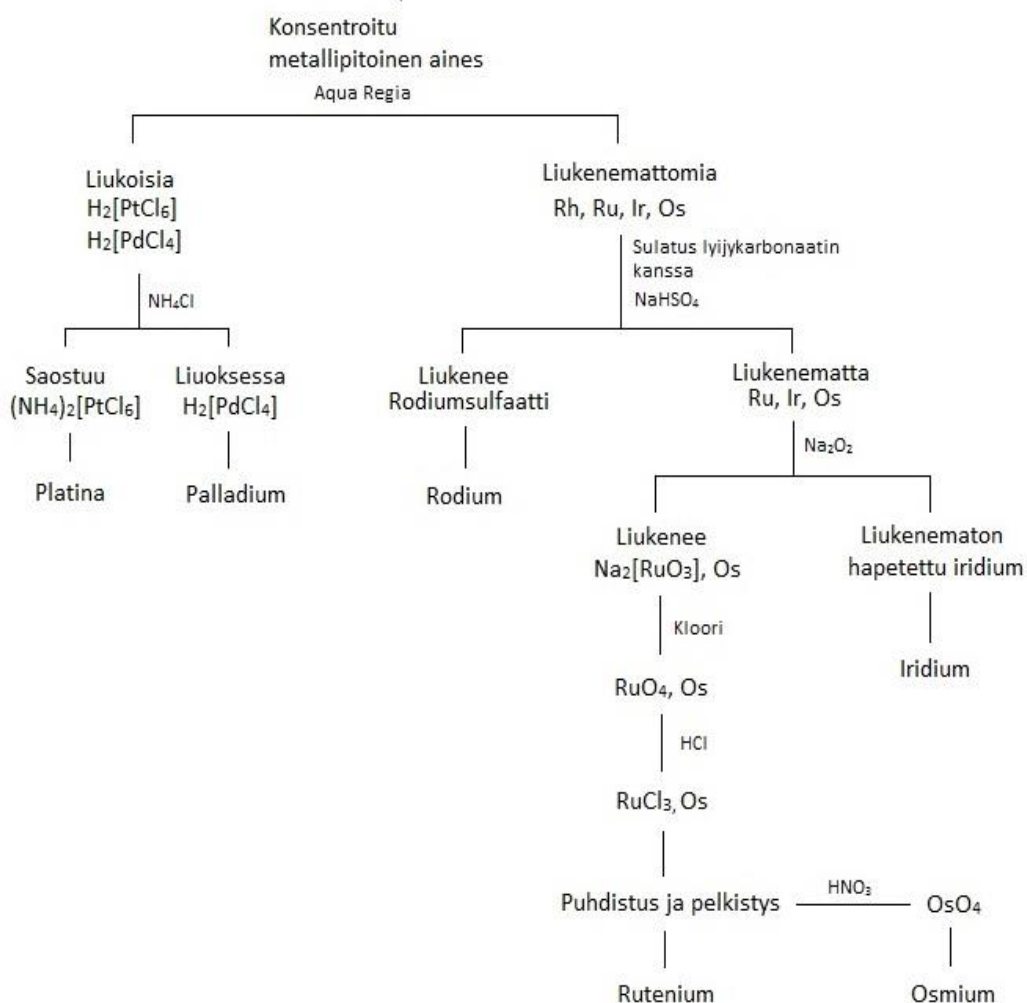 Konsentroitu
metallipitoinen aines
Aqua Regia
Liukoisia
H₂[PtCl₆]
H₂[PdCl₄]
Liukenemattomia
Rh, Ru, Ir, Os
Sulatus lyijykarbonaatin
kanssa
NaHSO₄
NH₄Cl
Saostuu
(NH₄)₂[PtCl₆]
Liuoksessa
H₂[PdCl₄]
Liukenee
Rodiumsulfaatti
Liukenematta
Ru, Ir, Os
Na₂O₂
Platina
Palladium
Rodium
Liukenee
Na₂[RuO₃], Os
Liukenematon
hapetettu iridium
Kloori
Iridium
RuO₄, Os
HCl
RuCl₃, Os
Puhdistus ja pelkistys
HNO₃
OsO₄
Rutenium
Osmium